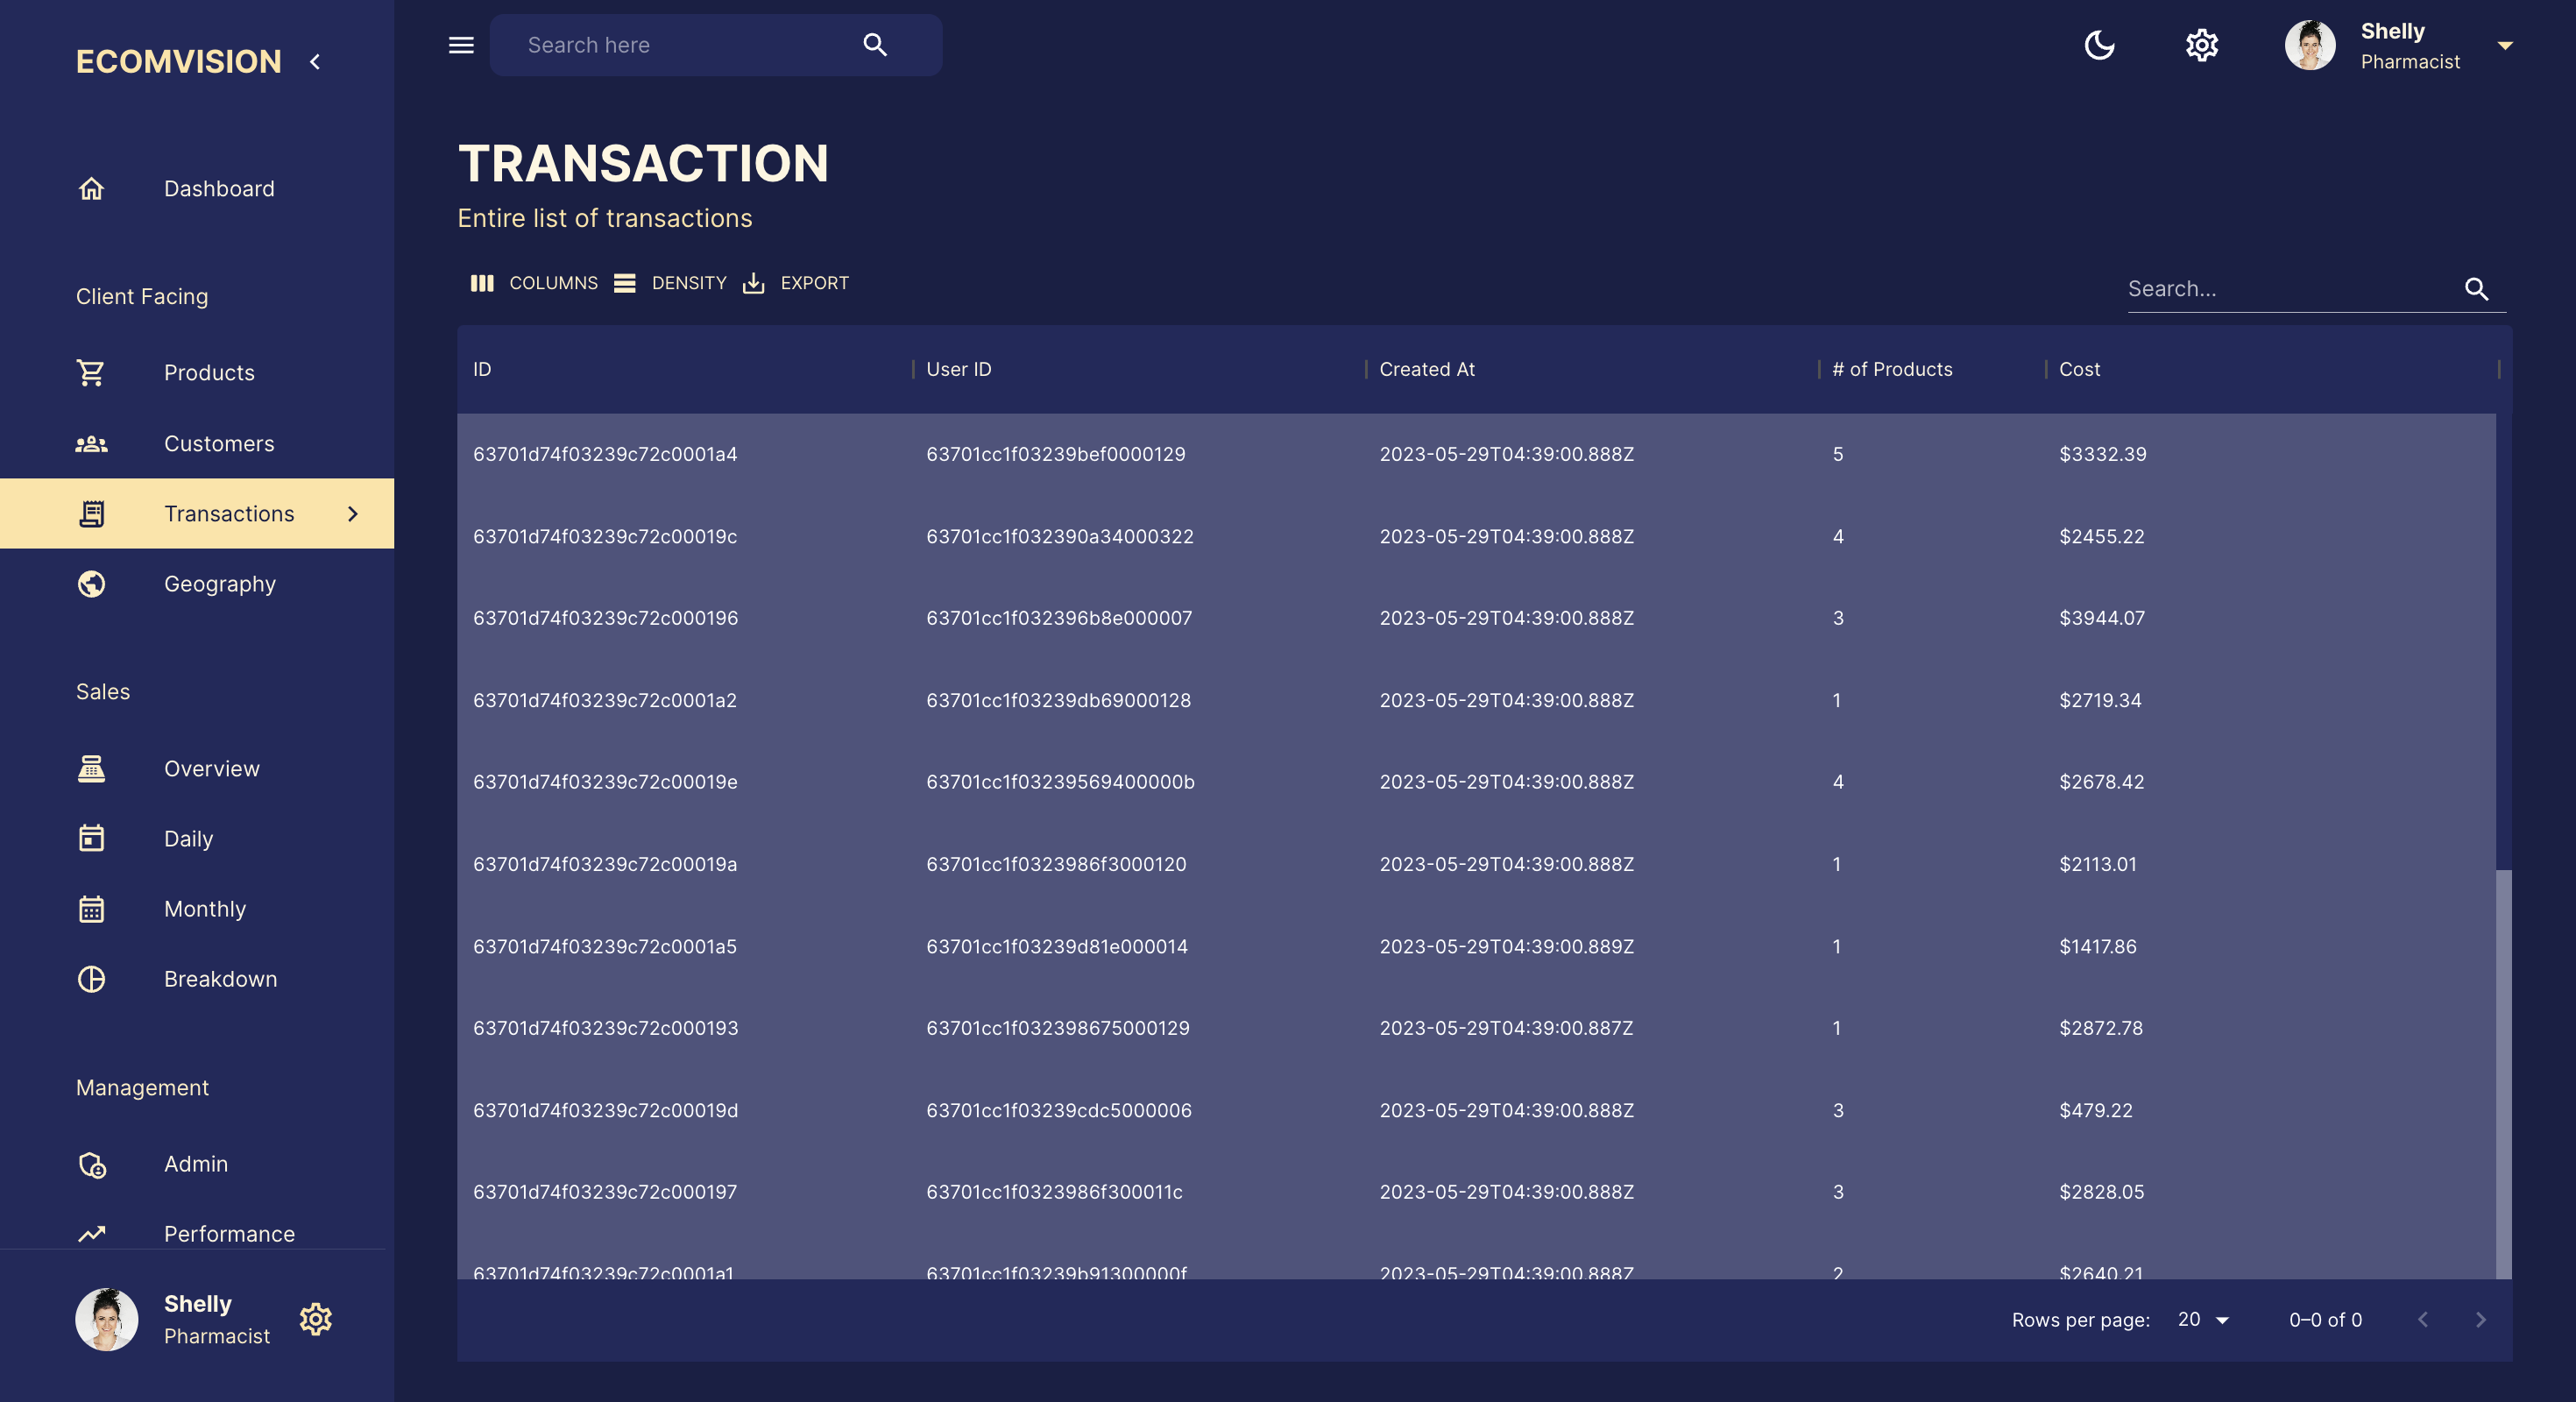 ECOMVISION
Dashboard
Client Facing
Products
Customers
Transactions
Geography
Sales
Overview
Daily
Monthly
Breakdown
Management
Admin
Performance
Shelly
Pharmacist
Search here
Shelly
Pharmacist
TRANSACTION
Entire list of transactions
COLUMNS DENSITY EXPORT
Search...
ID User ID Created At # of Products Cost
63701d74f03239c72c0001a4 63701cc1f03239bef0000129 2023-05-29T04:39:00.888Z 5 $3332.39
63701d74f03239c72c00019c 63701cc1f032390a34000322 2023-05-29T04:39:00.888Z 4 $2455.22
63701d74f03239c72c000196 63701cc1f032396b8e000007 2023-05-29T04:39:00.888Z 3 $3944.07
63701d74f03239c72c0001a2 63701cc1f03239db69000128 2023-05-29T04:39:00.888Z 1 $2719.34
63701d74f03239c72c00019e 63701cc1f03239569400000b 2023-05-29T04:39:00.888Z 4 $2678.42
63701d74f03239c72c00019a 63701cc1f0323986f3000120 2023-05-29T04:39:00.888Z 1 $2113.01
63701d74f03239c72c0001a5 63701cc1f03239d81e000014 2023-05-29T04:39:00.889Z 1 $1417.86
63701d74f03239c72c000193 63701cc1f032398675000129 2023-05-29T04:39:00.887Z 1 $2872.78
63701d74f03239c72c00019d 63701cc1f03239cdc5000006 2023-05-29T04:39:00.888Z 3 $479.22
63701d74f03239c72c000197 63701cc1f0323986f300011c 2023-05-29T04:39:00.888Z 3 $2828.05
63701d74f03239c72c0001a1 63701cc1f03239b91300000f 2023-05-29T04:39:00.888Z 2 $2640.21
Rows per page: 20 0–0 of 0